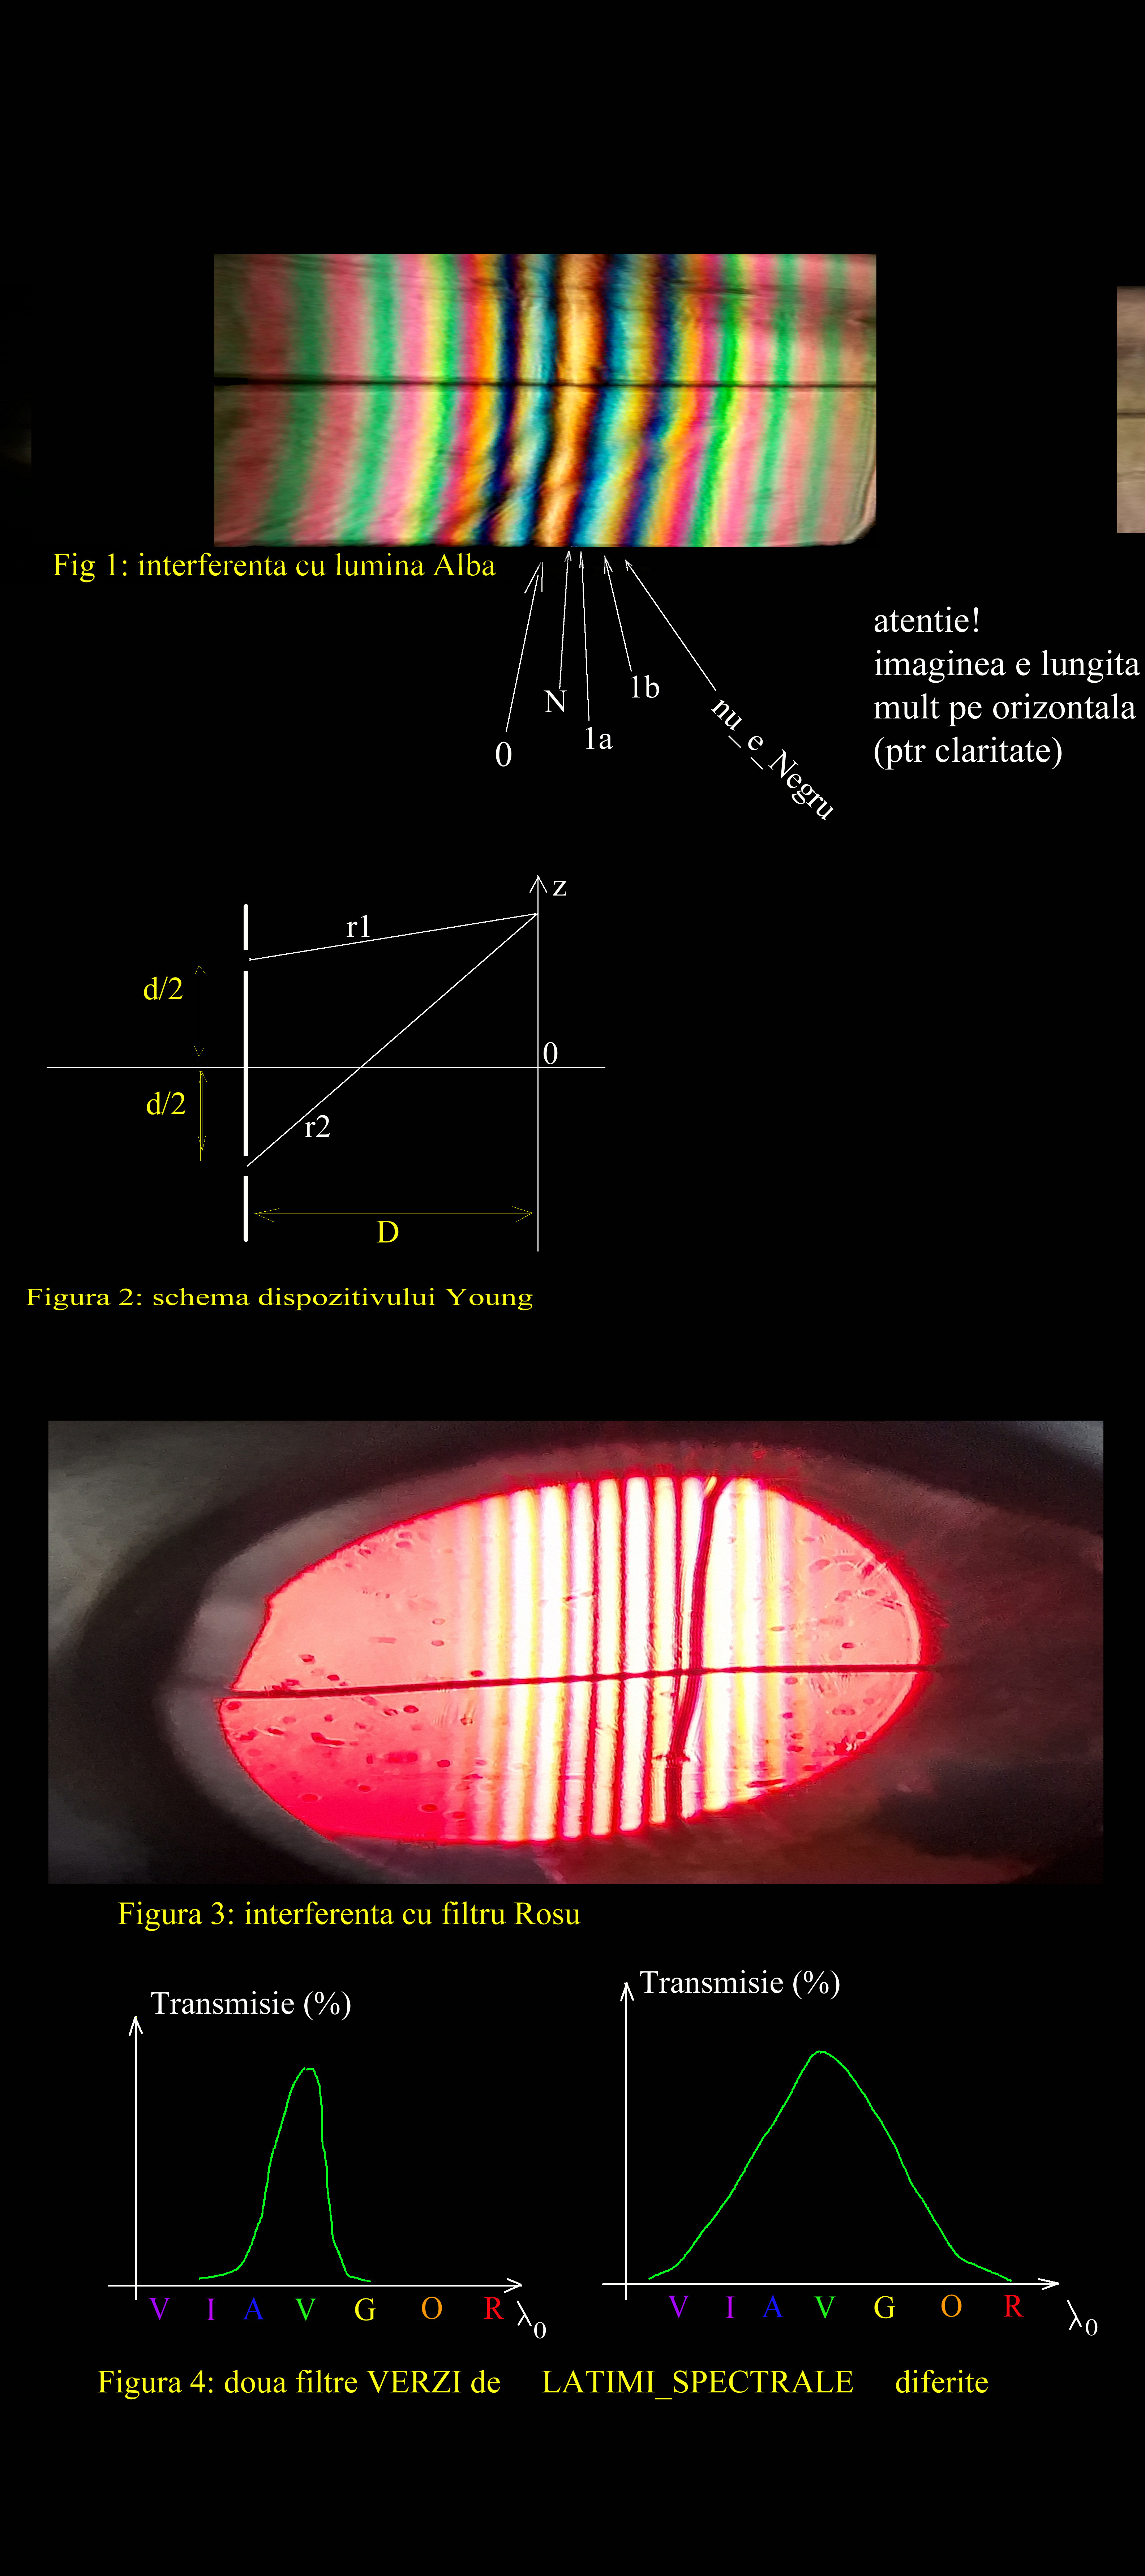 Fig 1: interferenta cu lumina Alba
0
N
1a
1b
nu_e_Negru
atentie!
imaginea e lungita
mult pe orizontala
(ptr claritate)
z
r1
d/2
0
d/2
r2
D
Figura 2: schema dispozitivului Young
Figura 3: interferenta cu filtru Rosu
Transmisie (%)
V I A V G O R λ0
Transmisie (%)
V I A V G O R λ0
Figura 4: doua filtre VERZI de LATIMI_SPECTRALE diferite